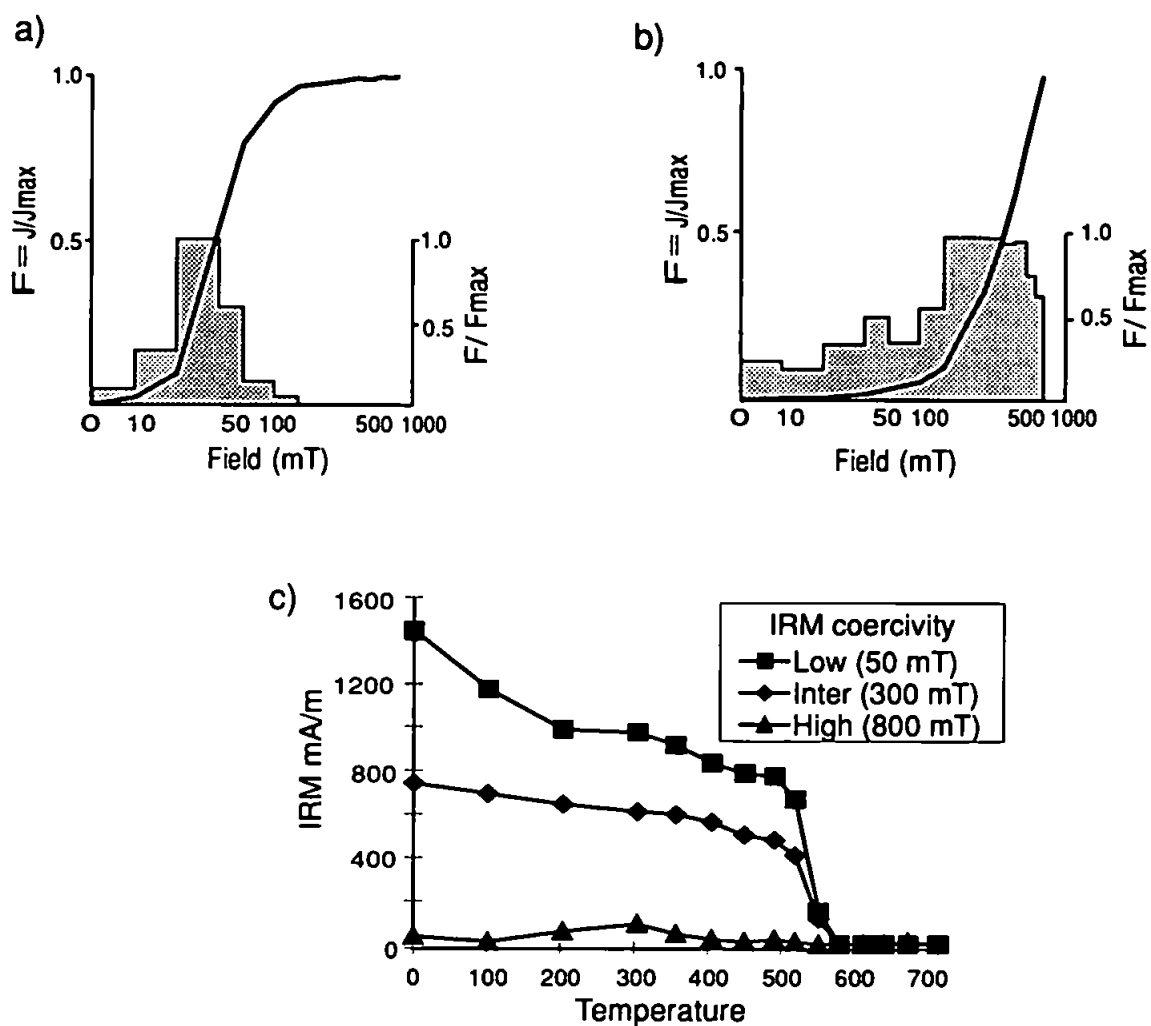 a)
1.0
0.5
F = J/Jmax
1.0
0.5
F/ Fmax
0 10 50 100 500 1000
Field (mT)
b)
1.0
0.5
F = J/Jmax
1.0
0.5
F/ Fmax
0 10 50 100 500 1000
Field (mT)
c)
1600
1200
800
400
0
IRM mA/m
IRM coercivity
Low (50 mT)
Inter (300 mT)
High (800 mT)
0 100 200 300 400 500 600 700
Temperature